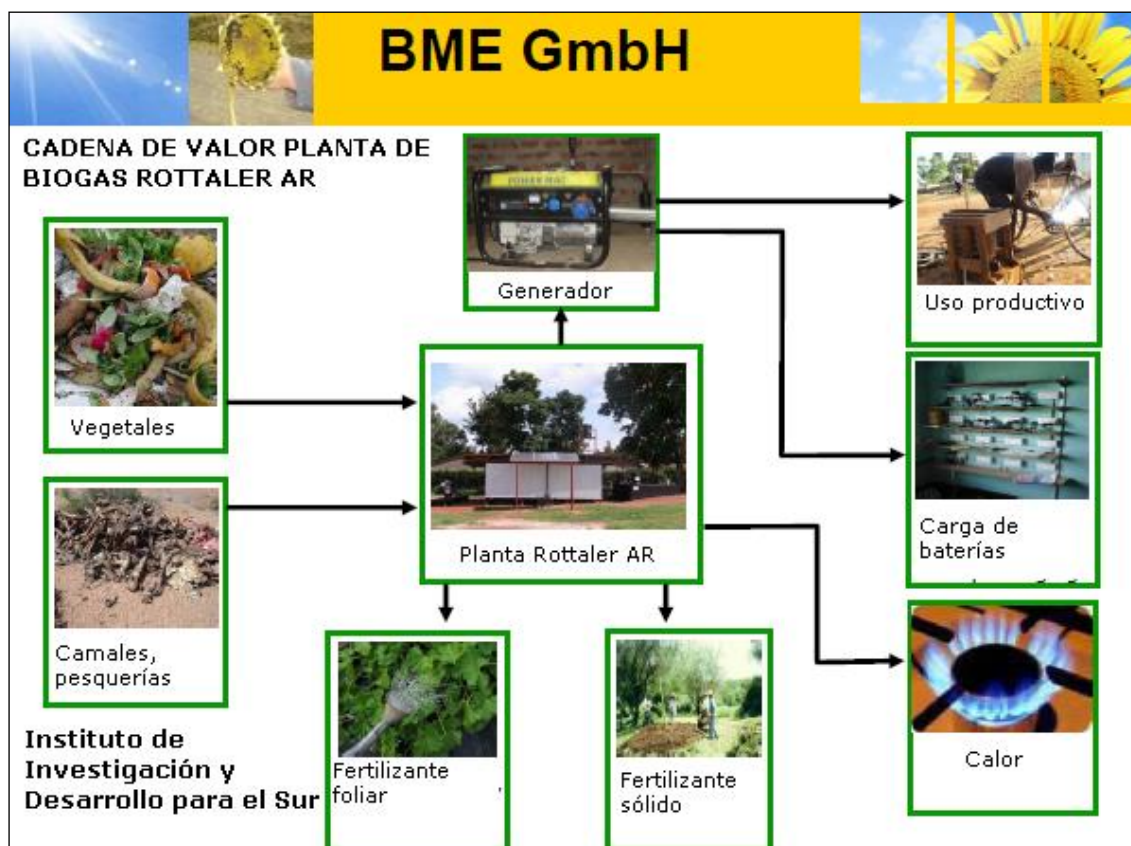 BME GmbH
CADENA DE VALOR PLANTA DE
BIOGAS ROTTALER AR
Generador
Uso productivo
Vegetales
Planta Rottaler AR
Carga de
baterías
Camales,
pesquerías
Fertilizante
foliar
Fertilizante
sólido
Calor
Instituto de
Investigación y
Desarrollo para el Sur